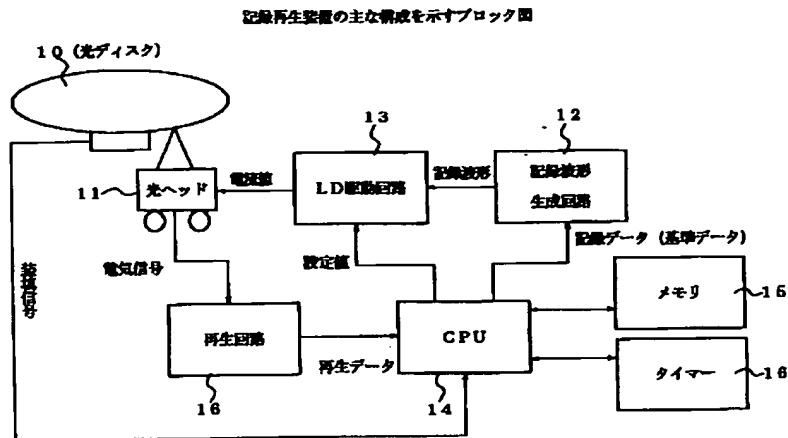 記録再生装置の主な構成を示すブロック図
10(光ディスク)
13
12
光ヘッド
11
電流値
LD駆動回路
記録波形
記録波形
生成回路
記録データ(基準データ)
装填信号
電気信号
設定値
メモリ
15
再生回路
16
再生データ
CPU
14
タイマー
16